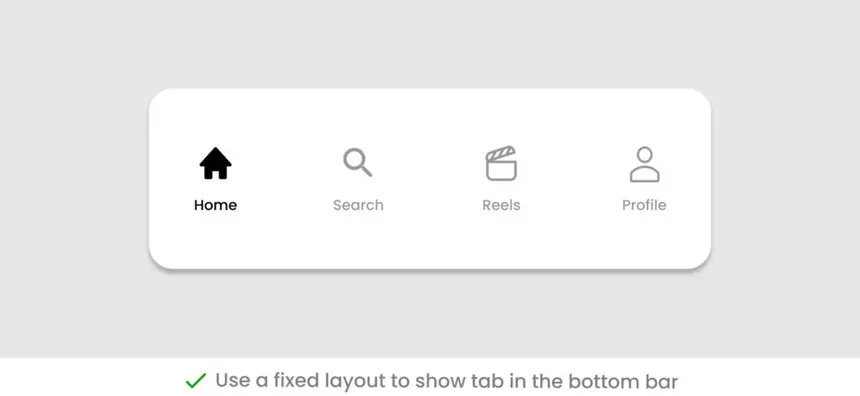 Home Search Reels Profile
Use a fixed layout to show tab in the bottom bar